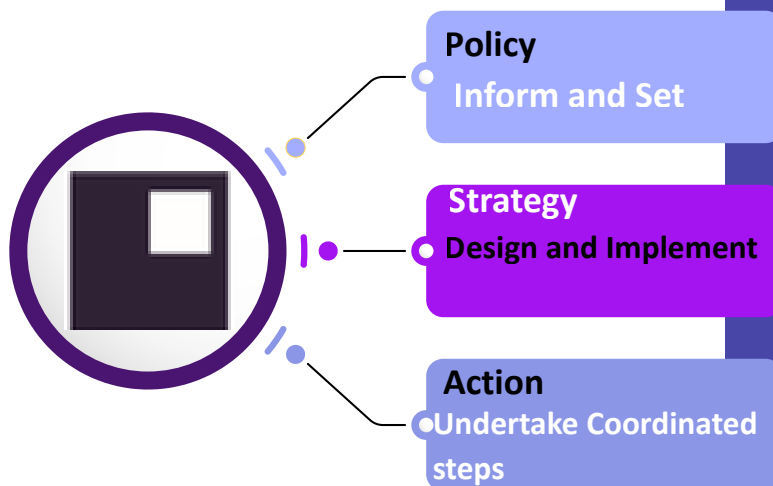 Policy
Inform and Set
Strategy
Design and Implement
Action
Undertake Coordinated
steps